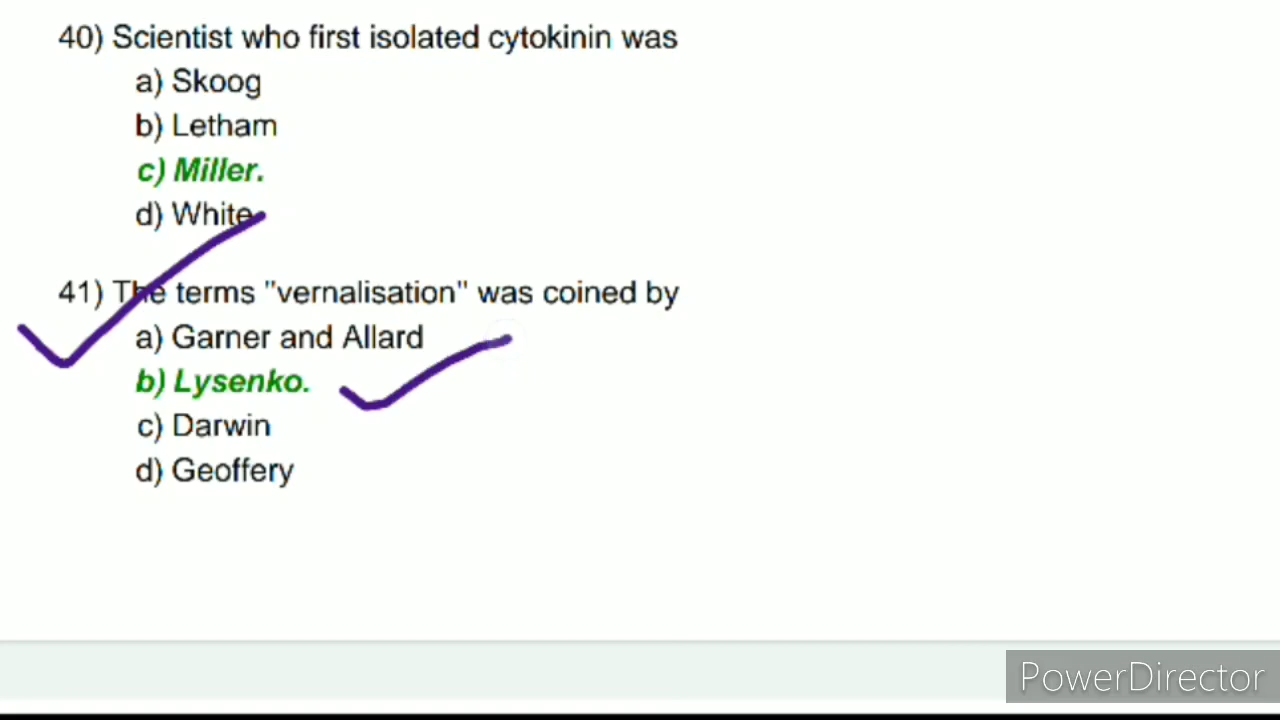 40) Scientist who first isolated cytokinin was
a) Skoog
b) Letham
c) Miller.
d) White
41) The terms "vernalisation" was coined by
a) Garner and Allard
b) Lysenko.
c) Darwin
d) Geoffery
PowerDirector